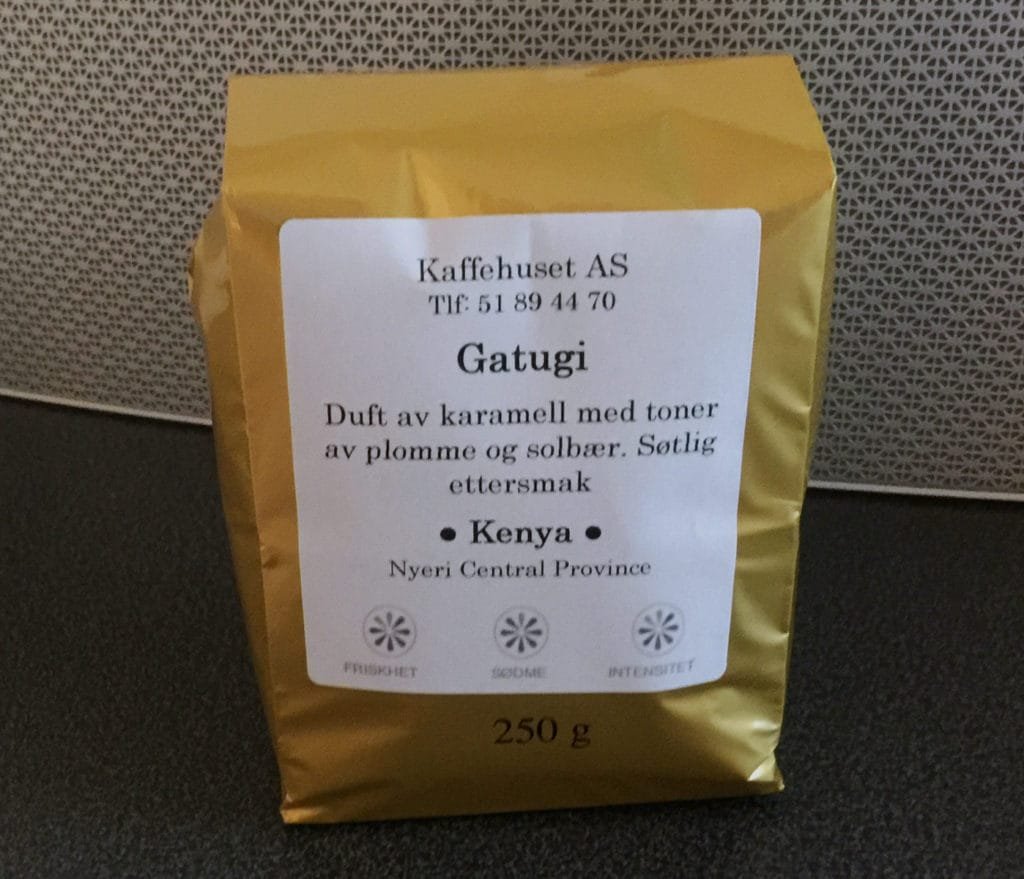 Kaffehuset AS
Tlf: 51 89 44 70
Gatugi
Duft av karamell med toner
av plomme og solbær. Søtlig
ettersmak
• Kenya •
Nyeri Central Province
FRISKHET SØDME INTENSITET
250 g